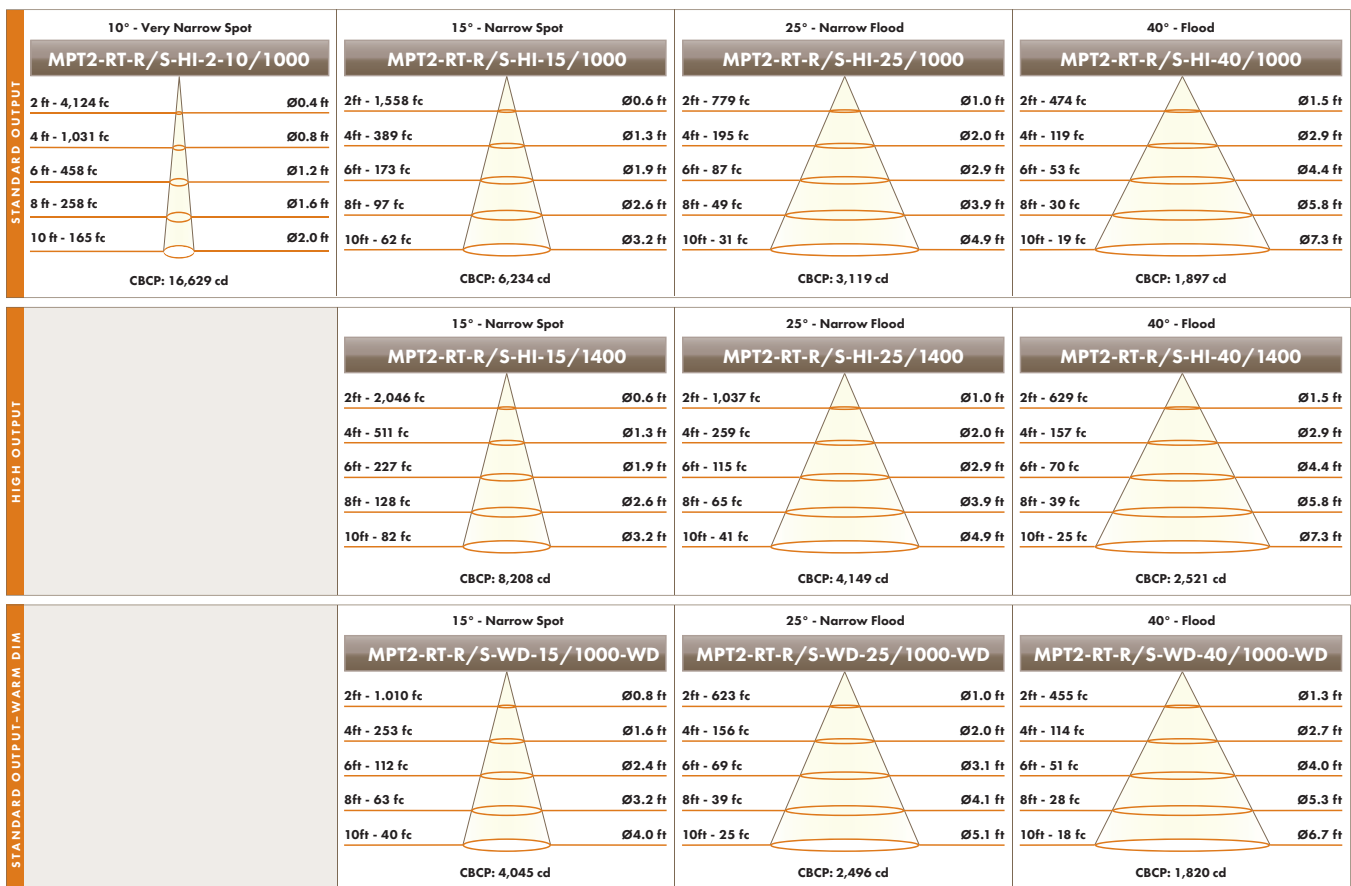 STANDARD OUTPUT
10° - Very Narrow Spot
MPT2-RT-R/S-HI-2-10/1000
2 ft - 4,124 fc Ø0.4 ft
4 ft - 1,031 fc Ø0.8 ft
6 ft - 458 fc Ø1.2 ft
8 ft - 258 fc Ø1.6 ft
10 ft - 165 fc Ø2.0 ft
CBCP: 16,629 cd
15° - Narrow Spot
MPT2-RT-R/S-HI-15/1000
2ft - 1,558 fc Ø0.6 ft
4ft - 389 fc Ø1.3 ft
6ft - 173 fc Ø1.9 ft
8ft - 97 fc Ø2.6 ft
10ft - 62 fc Ø3.2 ft
CBCP: 6,234 cd
25° - Narrow Flood
MPT2-RT-R/S-HI-25/1000
2ft - 779 fc Ø1.0 ft
4ft - 195 fc Ø2.0 ft
6ft - 87 fc Ø2.9 ft
8ft - 49 fc Ø3.9 ft
10ft - 31 fc Ø4.9 ft
CBCP: 3,119 cd
40° - Flood
MPT2-RT-R/S-HI-40/1000
2ft - 474 fc Ø1.5 ft
4ft - 119 fc Ø2.9 ft
6ft - 53 fc Ø4.4 ft
8ft - 30 fc Ø5.8 ft
10ft - 19 fc Ø7.3 ft
CBCP: 1,897 cd
HIGH OUTPUT
15° - Narrow Spot
MPT2-RT-R/S-HI-15/1400
2ft - 2,046 fc Ø0.6 ft
4ft - 511 fc Ø1.3 ft
6ft - 227 fc Ø1.9 ft
8ft - 128 fc Ø2.6 ft
10ft - 82 fc Ø3.2 ft
CBCP: 8,208 cd
25° - Narrow Flood
MPT2-RT-R/S-HI-25/1400
2ft - 1,037 fc Ø1.0 ft
4ft - 259 fc Ø2.0 ft
6ft - 115 fc Ø2.9 ft
8ft - 65 fc Ø3.9 ft
10ft - 41 fc Ø4.9 ft
CBCP: 4,149 cd
40° - Flood
MPT2-RT-R/S-HI-40/1400
2ft - 629 fc Ø1.5 ft
4ft - 157 fc Ø2.9 ft
6ft - 70 fc Ø4.4 ft
8ft - 39 fc Ø5.8 ft
10ft - 25 fc Ø7.3 ft
CBCP: 2,521 cd
STANDARD OUTPUT–WARM DIM
15° - Narrow Spot
MPT2-RT-R/S-WD-15/1000-WD
2ft - 1.010 fc Ø0.8 ft
4ft - 253 fc Ø1.6 ft
6ft - 112 fc Ø2.4 ft
8ft - 63 fc Ø3.2 ft
10ft - 40 fc Ø4.0 ft
CBCP: 4,045 cd
25° - Narrow Flood
MPT2-RT-R/S-WD-25/1000-WD
2ft - 623 fc Ø1.0 ft
4ft - 156 fc Ø2.0 ft
6ft - 69 fc Ø3.1 ft
8ft - 39 fc Ø4.1 ft
10ft - 25 fc Ø5.1 ft
CBCP: 2,496 cd
40° - Flood
MPT2-RT-R/S-WD-40/1000-WD
2ft - 455 fc Ø1.3 ft
4ft - 114 fc Ø2.7 ft
6ft - 51 fc Ø4.0 ft
8ft - 28 fc Ø5.3 ft
10ft - 18 fc Ø6.7 ft
CBCP: 1,820 cd